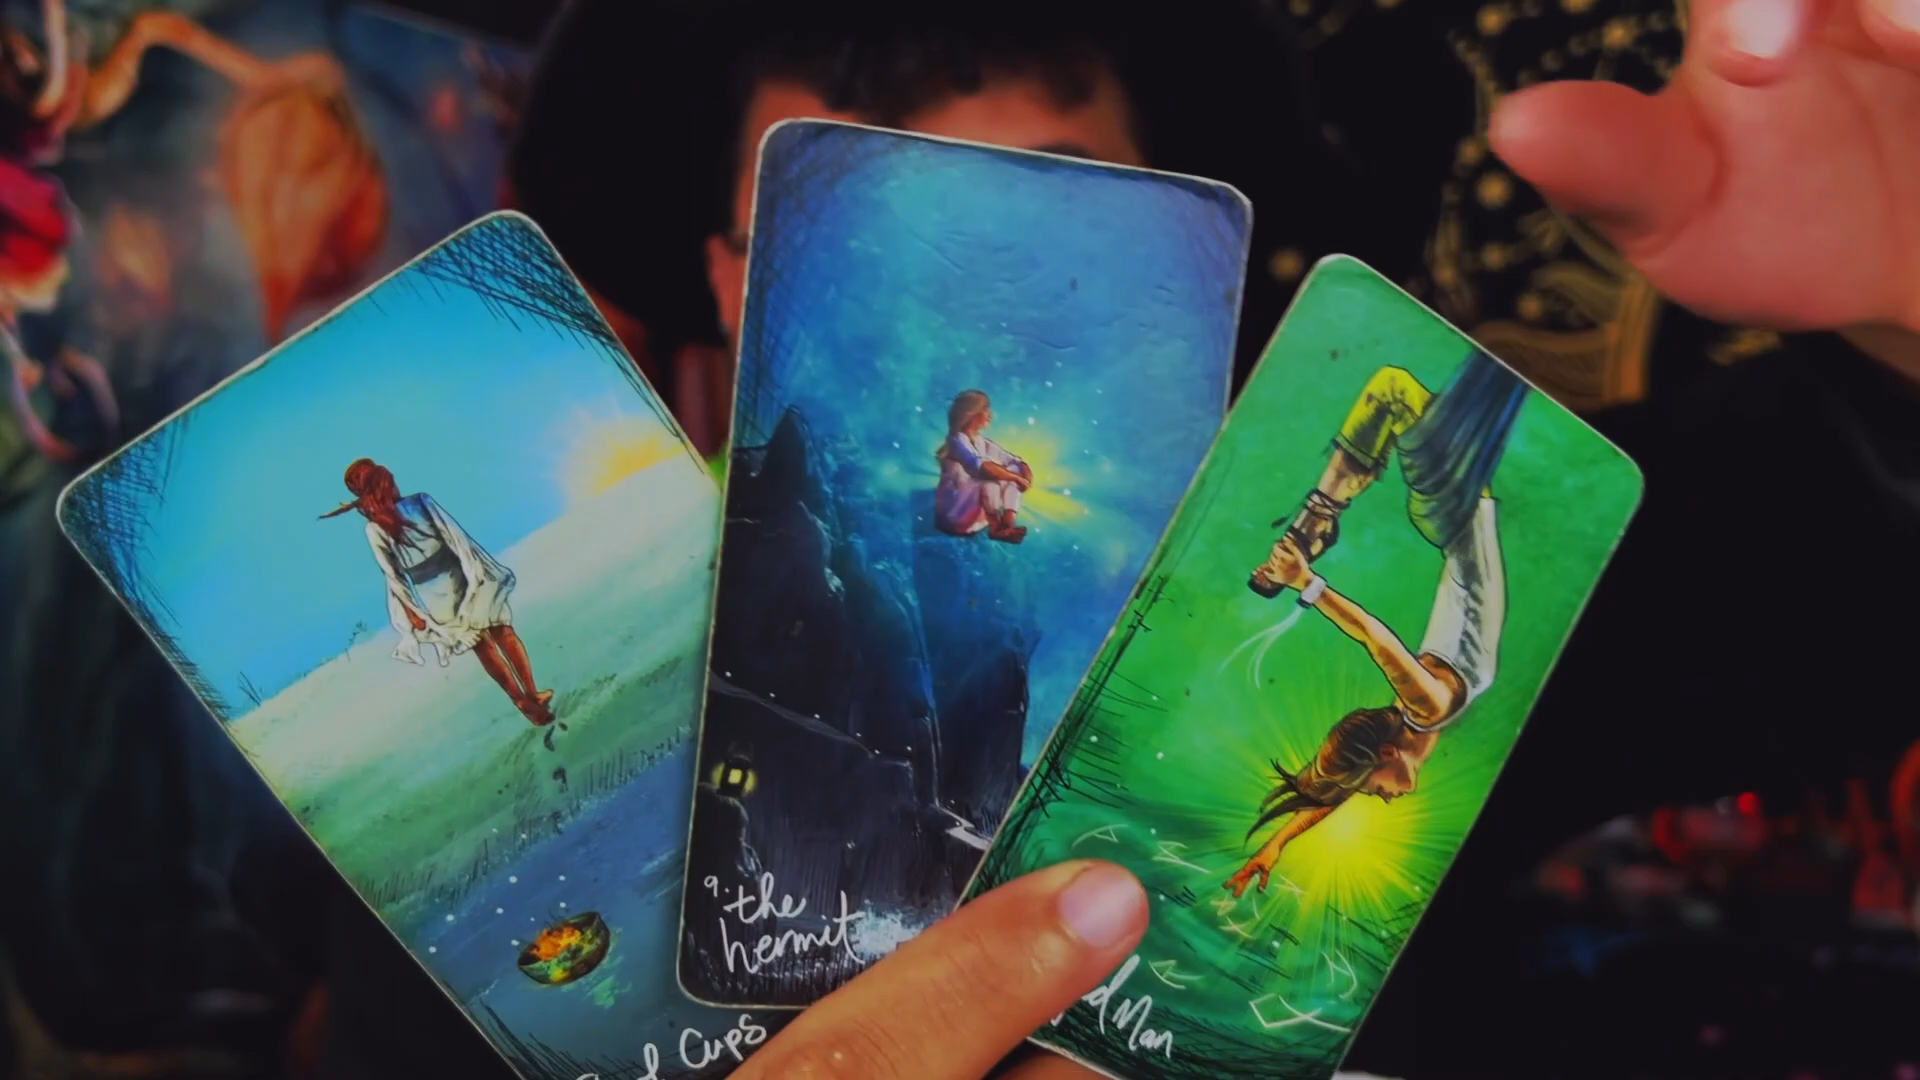 Cups
9. the
hermit
d Man